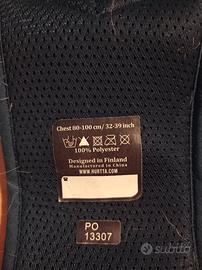 Chest 80-100 cm/ 32-39 inch
100% Polyester
Designed in Finland
Manufactured in China
WWW.HURTTA.COM
PO
13307
subito